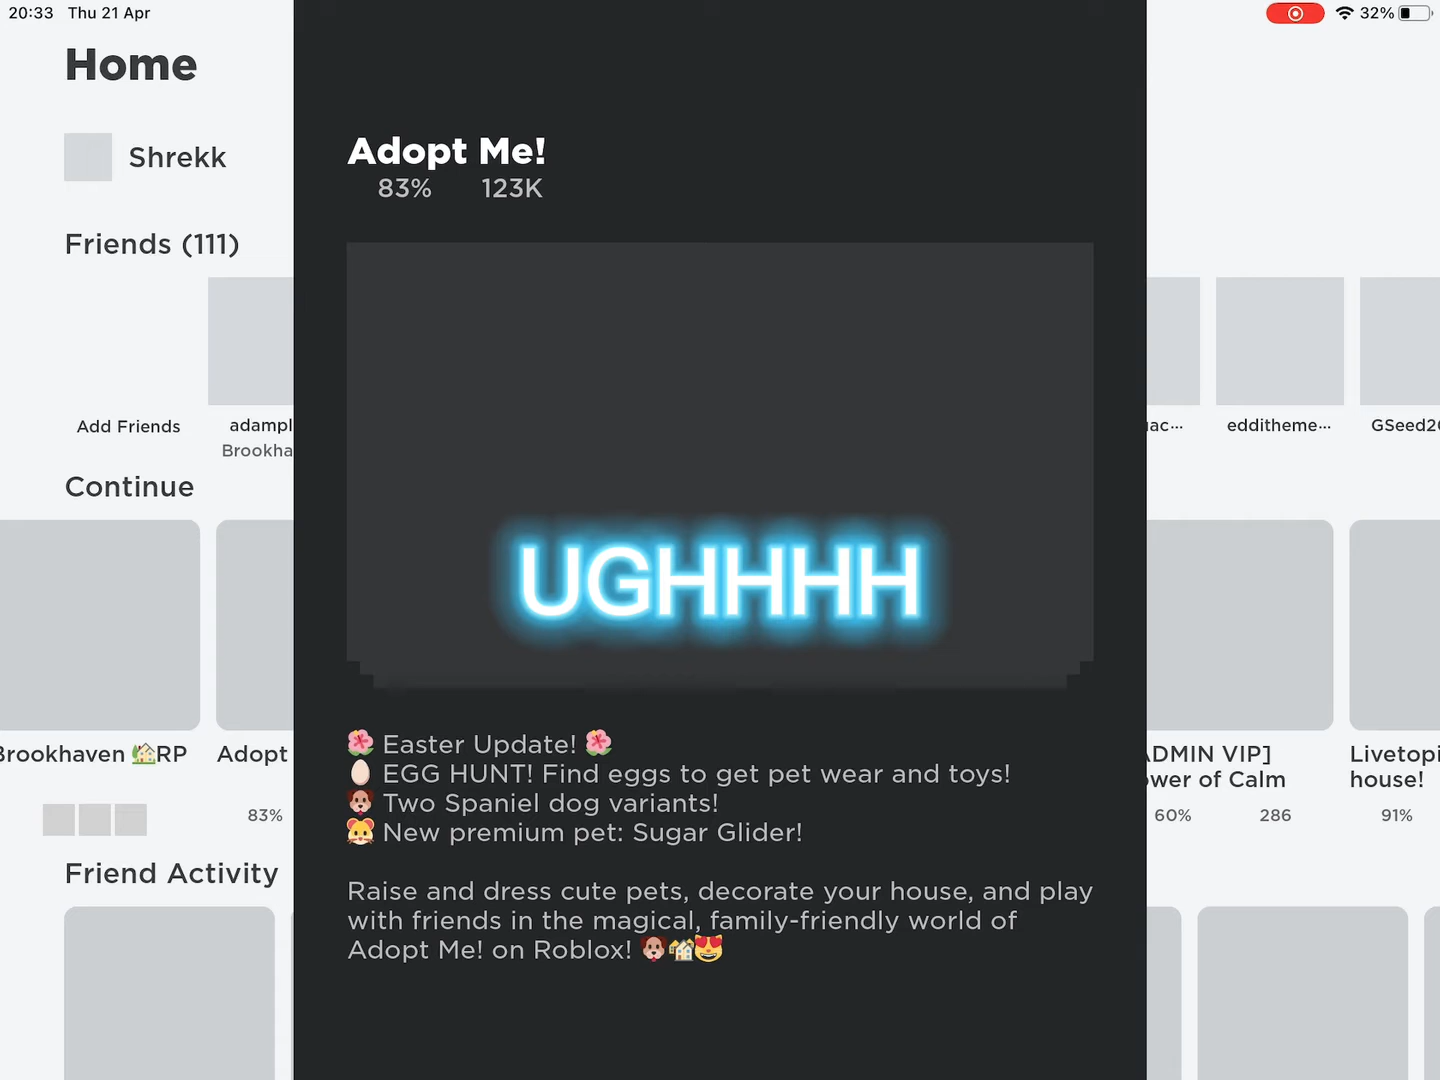 20:33 Thu 21 Apr
32%
Home
Shrekk
Friends (111)
Add Friends
adampl
Brookha
ac...
edditheme...
GSeed2
Continue
Brookhaven 🏡RP
Adopt
83%
ADMIN VIP]
ower of Calm
60% 286
Livetopi
house!
91%
Friend Activity
Adopt Me!
83% 123K
UGHHHH
🌺 Easter Update! 🌺
🥚 EGG HUNT! Find eggs to get pet wear and toys!
🐶 Two Spaniel dog variants!
🐹 New premium pet: Sugar Glider!
Raise and dress cute pets, decorate your house, and play
with friends in the magical, family-friendly world of
Adopt Me! on Roblox! 🐶🏘️😻